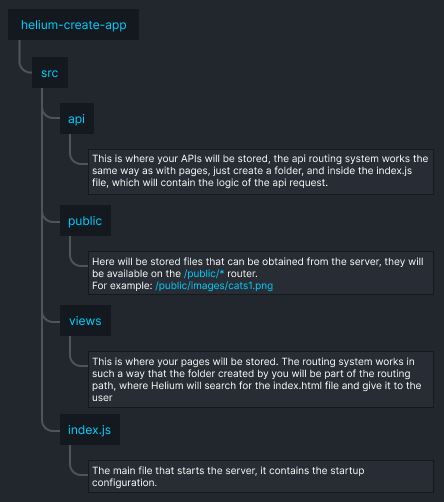 helium-create-app
src
api
This is where your APIs will be stored, the api routing system works the
same way as with pages, just create a folder, and inside the index.js
file, which will contain the logic of the api request.
public
Here will be stored files that can be obtained from the server, they will
be available on the /public/* router.
For example: /public/images/cats1.png
views
This is where your pages will be stored. The routing system works in
such a way that the folder created by you will be part of the routing
path, where Helium will search for the index.html file and give it to the
user
index.js
The main file that starts the server, it contains the startup
configuration.